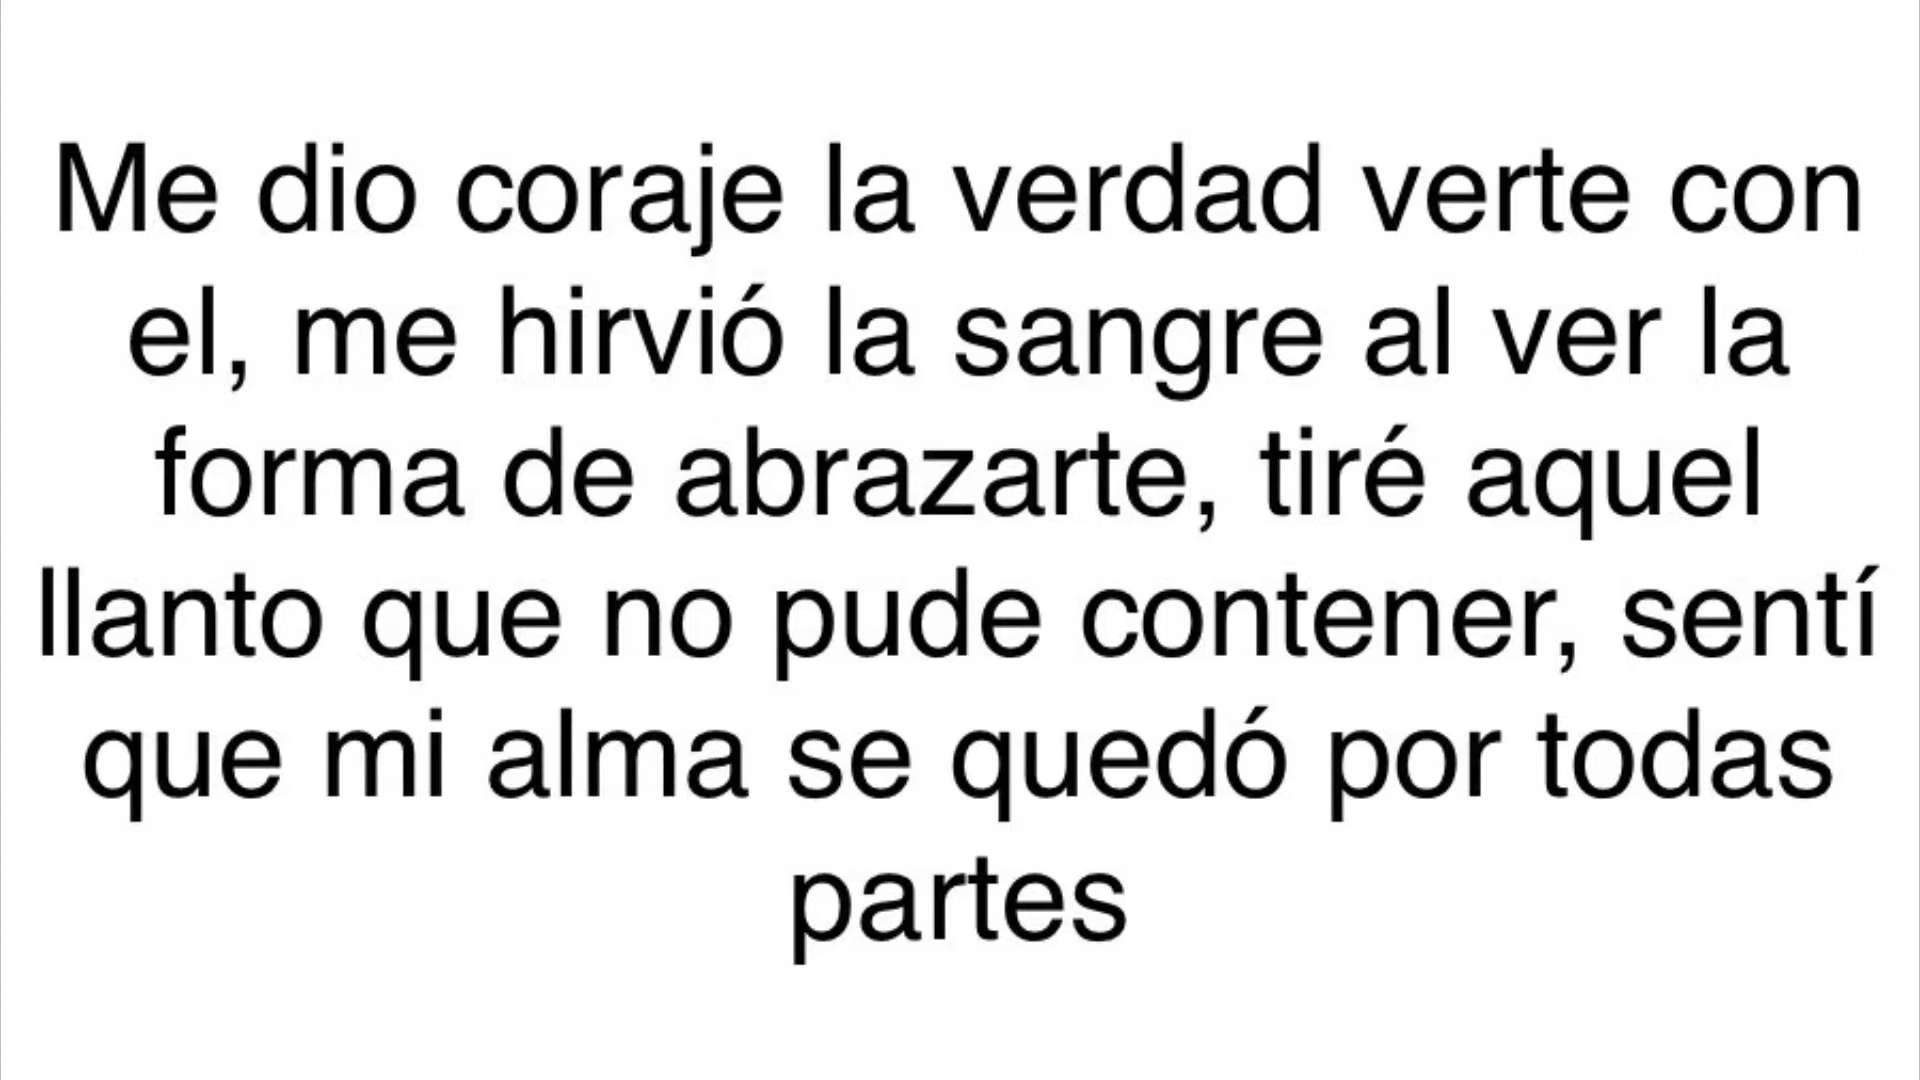 Me dio coraje la verdad verte con
el, me hirvió la sangre al ver la
forma de abrazarte, tiré aquel
llanto que no pude contener, sentí
que mi alma se quedó por todas
partes